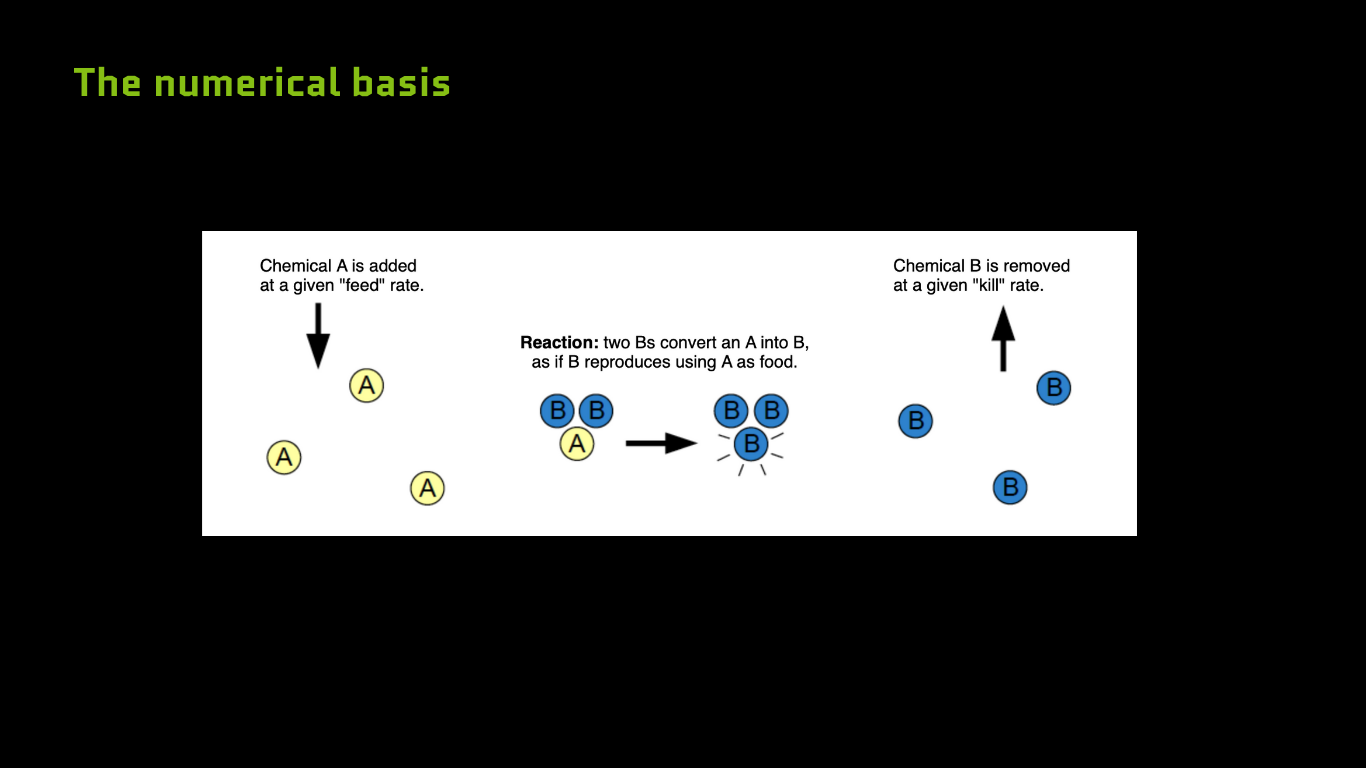 The numerical basis
Chemical A is added
at a given "feed" rate.
Chemical B is removed
at a given "kill" rate.
Reaction: two Bs convert an A into B,
as if B reproduces using A as food.
A
A
A
B B
A
B B
B
B
B
B